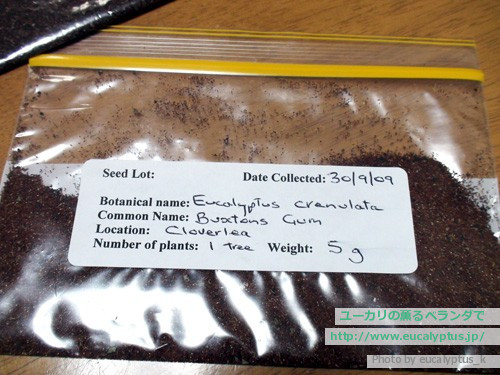 Seed Lot: Date Collected: 30/9/09
Botanical name: Eucalyptus crenulata
Common Name: Buxtons Gum
Location: Cloverlea
Number of plants: 1 tree Weight: 5g
ユーカリの薫るベランダで
http://www.eucalyptus.jp/
Photo by eucalyptus_k